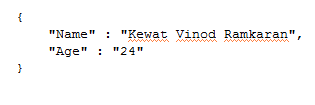 {
"Name" : "Kewat Vinod Ramkaran",
"Age" : "24"
}